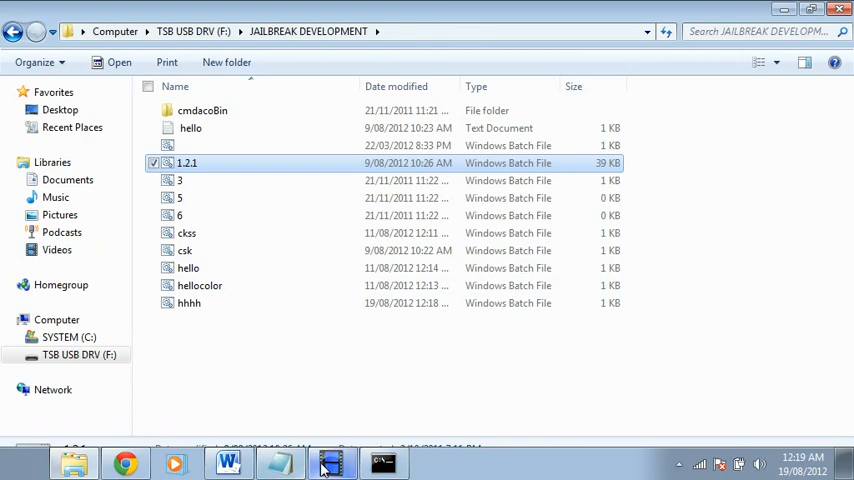 Computer ▸ TSB USB DRV (F:) ▸ JAILBREAK DEVELOPMENT ▸
Search JAILBREAK DEVELOPM...
Organize Open Print New folder
Name Date modified Type Size
Favorites
Desktop
Recent Places
Libraries
Documents
Music
Pictures
Podcasts
Videos
Homegroup
Computer
SYSTEM (C:)
TSB USB DRV (F:)
Network
cmdacoBin 21/11/2011 11:21 ... File folder
hello 9/08/2012 10:23 AM Text Document 1 KB
22/03/2012 8:33 PM Windows Batch File 1 KB
1.2.1 9/08/2012 10:26 AM Windows Batch File 39 KB
3 21/11/2011 11:22 ... Windows Batch File 1 KB
5 21/11/2011 11:22 ... Windows Batch File 0 KB
6 21/11/2011 11:22 ... Windows Batch File 0 KB
ckss 11/08/2012 12:11 ... Windows Batch File 1 KB
csk 9/08/2012 10:22 AM Windows Batch File 1 KB
hello 11/08/2012 12:14 ... Windows Batch File 1 KB
hellocolor 11/08/2012 12:13 ... Windows Batch File 1 KB
hhhh 19/08/2012 12:18 ... Windows Batch File 1 KB
12:19 AM
19/08/2012